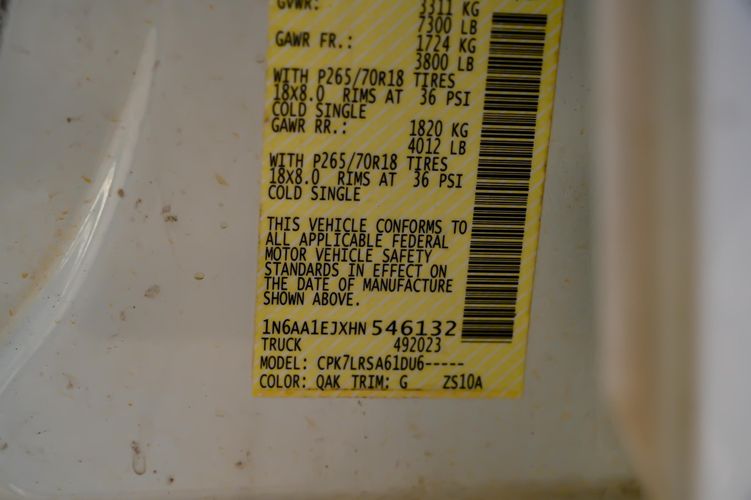 GVWR: 3311 KG
7300 LB
GAWR FR.: 1724 KG
3800 LB
WITH P265/70R18 TIRES
18X8.0 RIMS AT 36 PSI
COLD SINGLE
GAWR RR.: 1820 KG
4012 LB
WITH P265/70R18 TIRES
18X8.0 RIMS AT 36 PSI
COLD SINGLE
THIS VEHICLE CONFORMS TO
ALL APPLICABLE FEDERAL
MOTOR VEHICLE SAFETY
STANDARDS IN EFFECT ON
THE DATE OF MANUFACTURE
SHOWN ABOVE.
1N6AA1EJXHN546132
TRUCK 492023
MODEL: CPK7LRSA61DU6-----
COLOR: QAK TRIM: G ZS10A